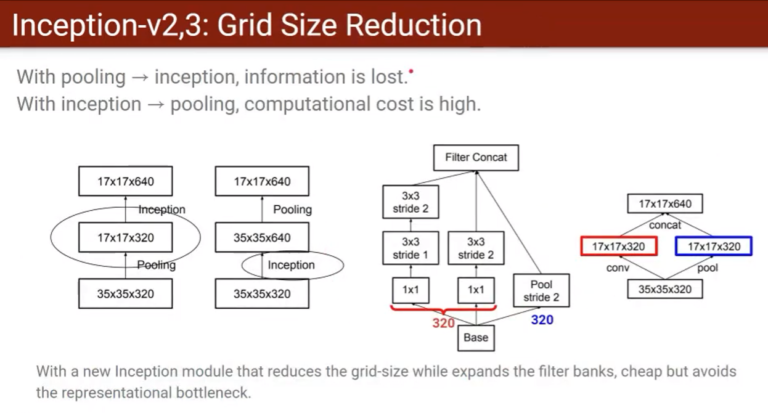 Inception-v2,3: Grid Size Reduction
With pooling → inception, information is lost.
With inception → pooling, computational cost is high.
17x17x640
Inception
17x17x320
Pooling
35x35x320
17x17x640
Pooling
35x35x640
Inception
35x35x320
Filter Concat
3x3
stride 2
3x3
stride 1
3x3
stride 2
1x1
1x1
Pool
stride 2
320
320
Base
17x17x640
concat
17x17x320
17x17x320
conv
pool
35x35x320
With a new Inception module that reduces the grid-size while expands the filter banks, cheap but avoids
the representational bottleneck.